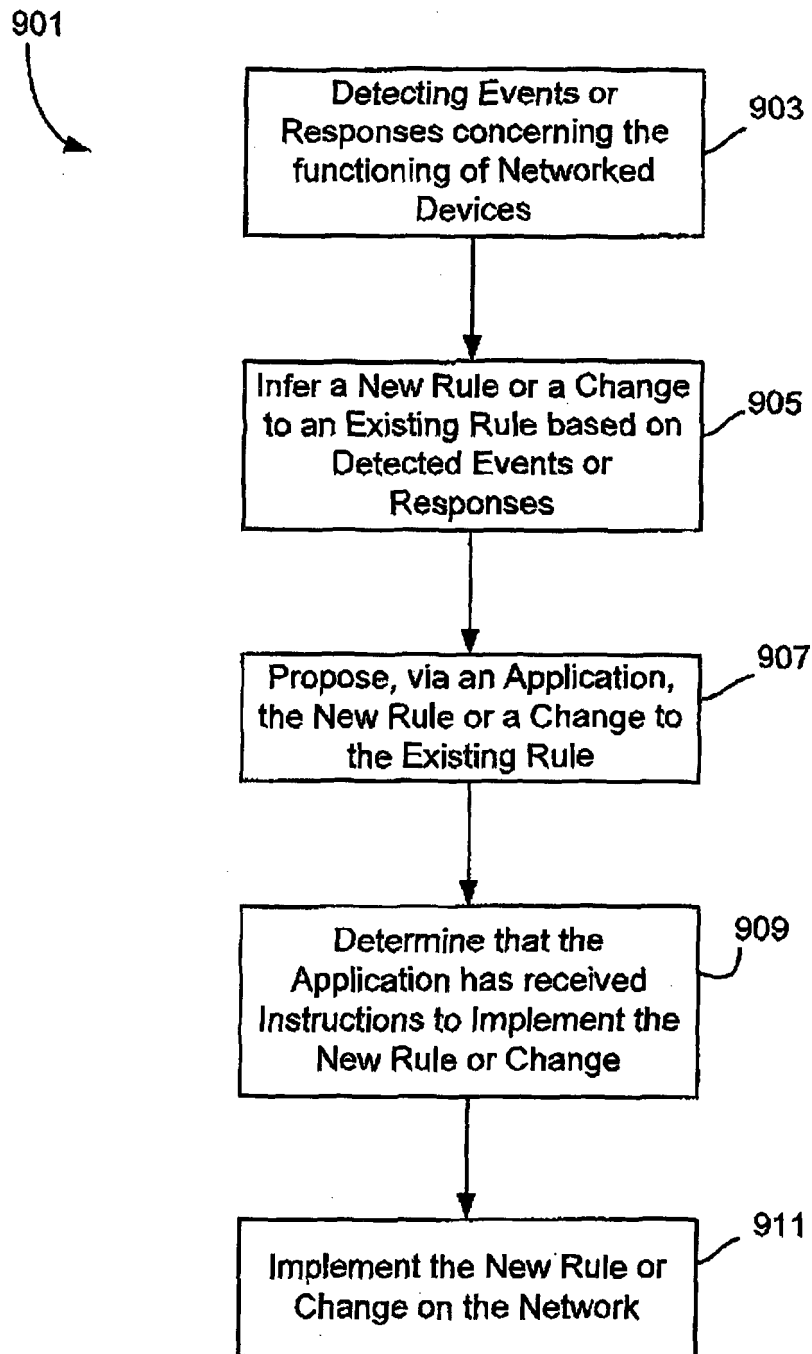 901
Detecting Events or
Responses concerning the
functioning of Networked
Devices
903
Infer a New Rule or a Change
to an Existing Rule based on
Detected Events or
Responses
905
Propose, via an Application,
the New Rule or a Change to
the Existing Rule
907
Determine that the
Application has received
Instructions to Implement the
New Rule or Change
909
Implement the New Rule or
Change on the Network
911